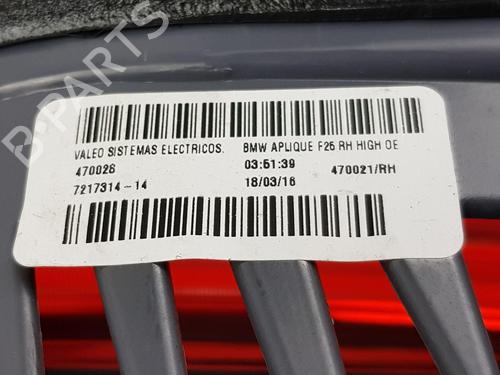 B-PARTS
VALEO SISTEMAS ELECTRICOS. BMW APLIQUE F25 RH HIGH OE
470026 03:51:39 470021/RH
7217314-14 18/03/16